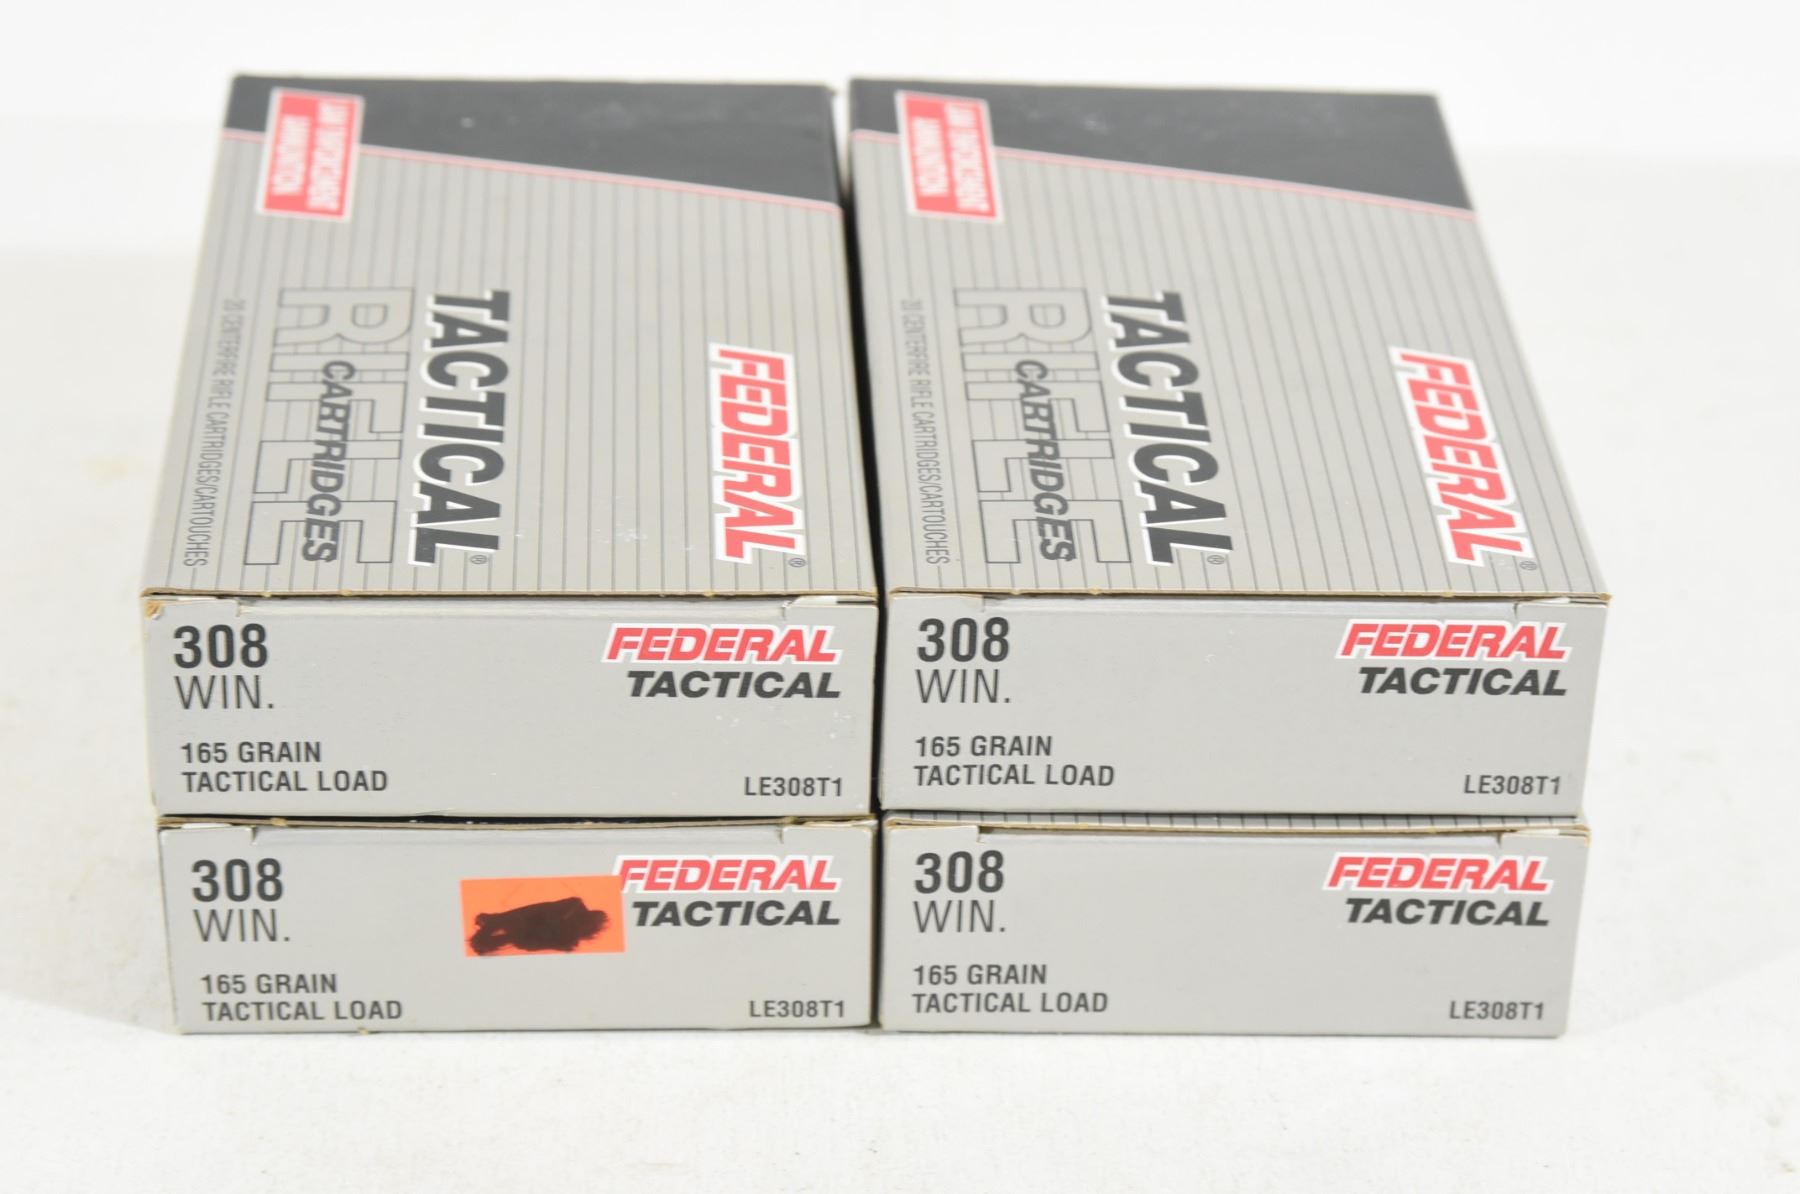 LAW ENFORCEMENT
AMMUNITION
FEDERAL®
TACTICAL®
RIFLE
CARTRIDGES
20 CENTERFIRE RIFLE CARTRIDGES/CARTOUCHES
LAW ENFORCEMENT
AMMUNITION
FEDERAL®
TACTICAL®
RIFLE
CARTRIDGES
20 CENTERFIRE RIFLE CARTRIDGES/CARTOUCHES
308
WIN.
FEDERAL
TACTICAL
165 GRAIN
TACTICAL LOAD
LE308T1
308
WIN.
FEDERAL
TACTICAL
165 GRAIN
TACTICAL LOAD
LE308T1
308
WIN.
FEDERAL
TACTICAL
165 GRAIN
TACTICAL LOAD
LE308T1
308
WIN.
FEDERAL
TACTICAL
165 GRAIN
TACTICAL LOAD
LE308T1